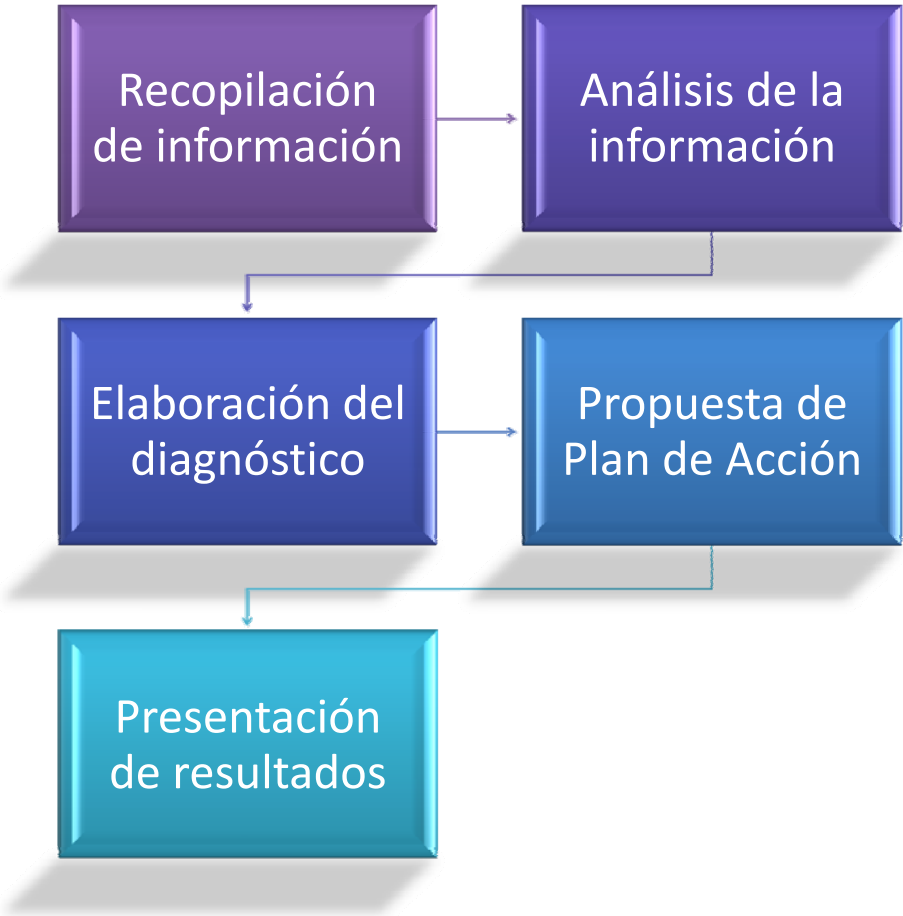 Recopilación
de información
Análisis de la
información
Elaboración del
diagnóstico
Propuesta de
Plan de Acción
Presentación
de resultados